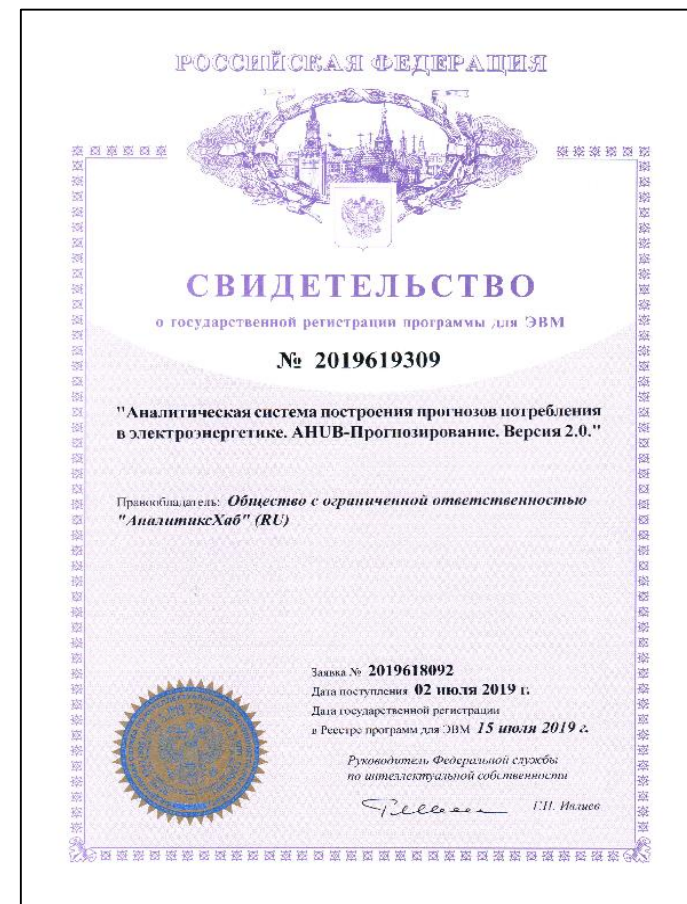 РОССИЙСКАЯ ФЕДЕРАЦИЯ
СВИДЕТЕЛЬСТВО
о государственной регистрации программы для ЭВМ
№ 2019619309
"Аналитическая система построения прогнозов потребления
в электроэнергетике. AHUB-Прогнозирование. Версия 2.0."
Правообладатель: Общество с ограниченной ответственностью
"АналитиксХаб" (RU)
Заявка № 2019618092
Дата поступления 02 июля 2019 г.
Дата государственной регистрации
в Реестре программ для ЭВМ 15 июля 2019 г.
Руководитель Федеральной службы
по интеллектуальной собственности
Г.П. Ивлиев